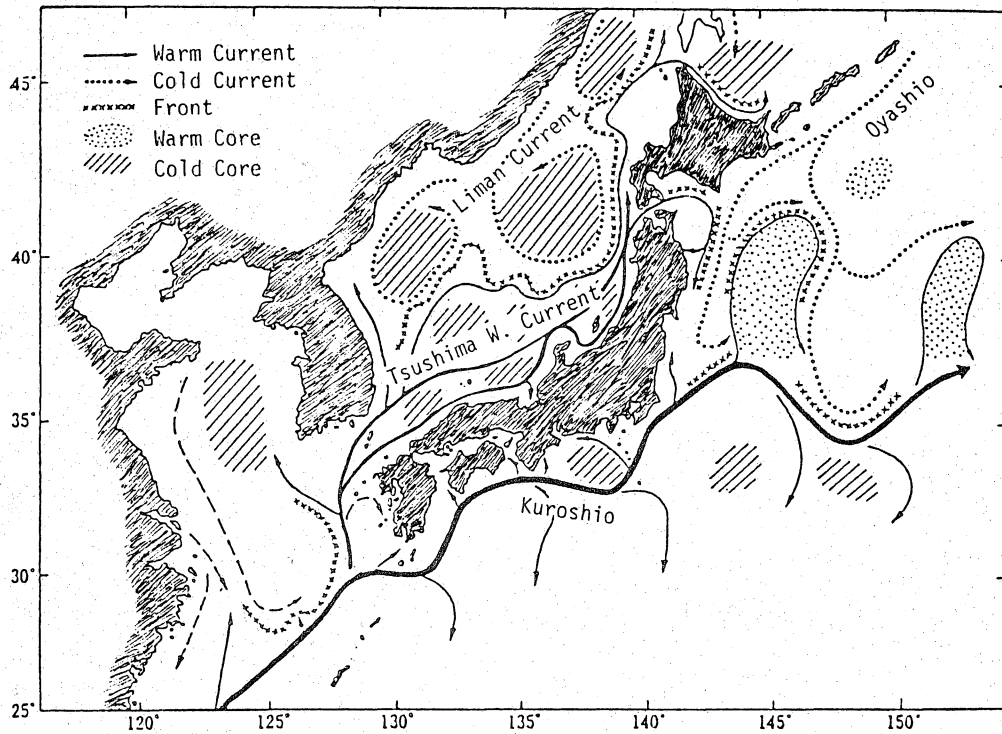 Warm Current
Cold Current
Front
Warm Core
Cold Core
Liman Current
Oyashio
Tsushima W. Current
Kuroshio
45°
40°
35°
30°
25°
120°
125°
130°
135°
140°
145°
150°